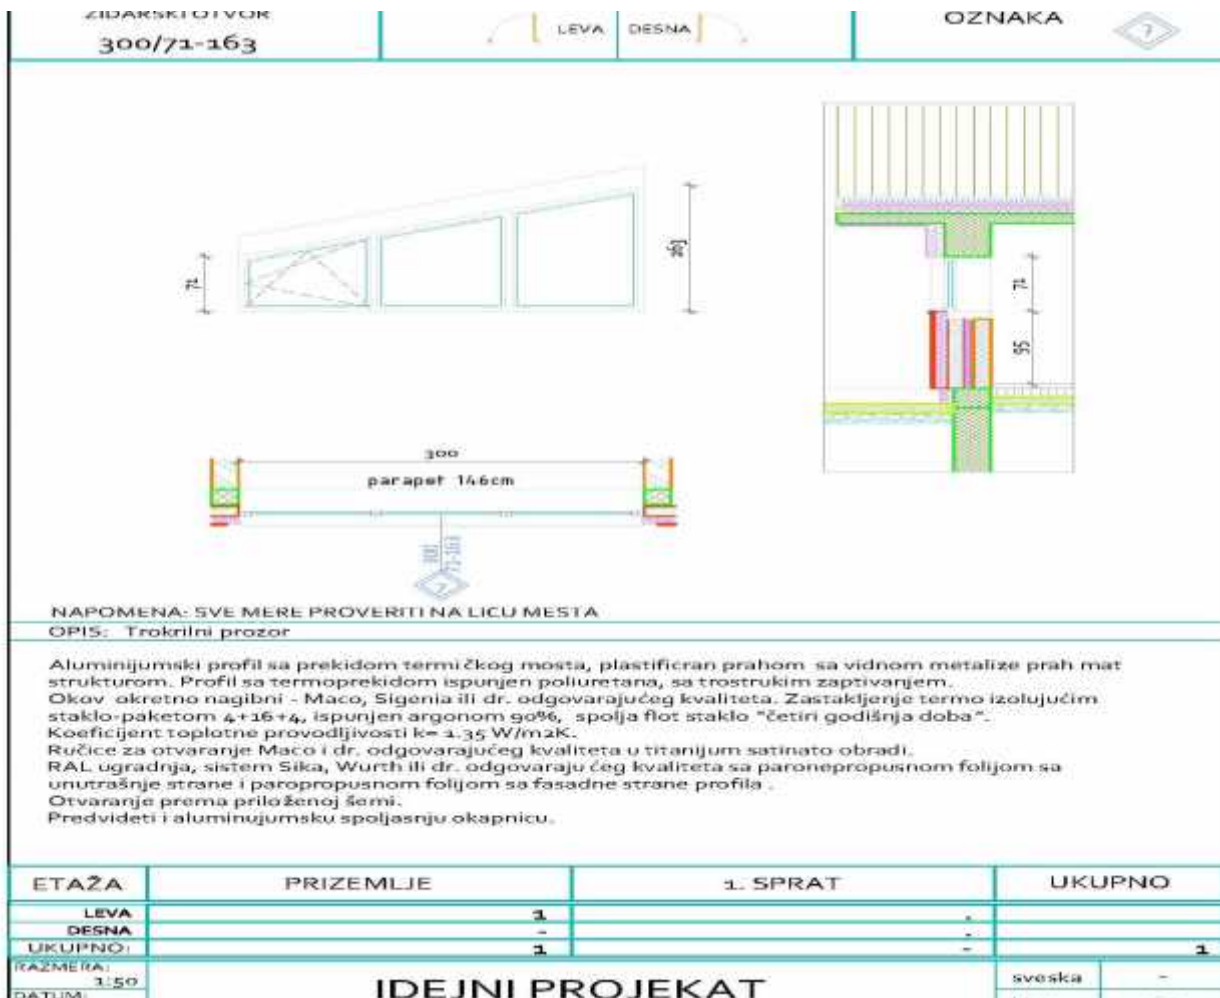 ZIDARSKI OTVOR
300/71-163
LEVA
DESNA
OZNAKA
7
71
163
71
95
300
parapet 146cm
300
71-163
7
NAPOMENA: SVE MERE PROVERITI NA LICU MESTA
OPIS: Trokrilni prozor
Aluminijumski profil sa prekidom termičkog mosta, plastificran prahom sa vidnom metalize prah mat
strukturom. Profil sa termoprekidom ispunjen poliuretana, sa trostrukim zaptivanjem.
Okov okretno nagibni - Maco, Sigenia ili dr. odgovarajućeg kvaliteta. Zastakljenje termo izolujućim
staklo-paketom 4+16+4, ispunjen argonom 90%, spolja flot staklo "četiri godišnja doba".
Koeficijent toplotne provodljivosti k= 1.35 W/m2K.
Ručice za otvaranje Maco i dr. odgovarajućeg kvaliteta u titanijum satinato obradi.
RAL ugradnja, sistem Sika, Wurth ili dr. odgovaraju ćeg kvaliteta sa paronepropusnom folijom sa
unutrašnje strane i paropropusnom folijom sa fasadne strane profila .
Otvaranje prema priloženoj šemi.
Predvideti i aluminujumsku spoljasnju okapnicu.
ETAŽA PRIZEMLJE 1. SPRAT UKUPNO
LEVA 1 .
DESNA - .
UKUPNO: 1 - 1
RAZMERA:
1:50
DATUM:
IDEJNI PROJEKAT
sveska -